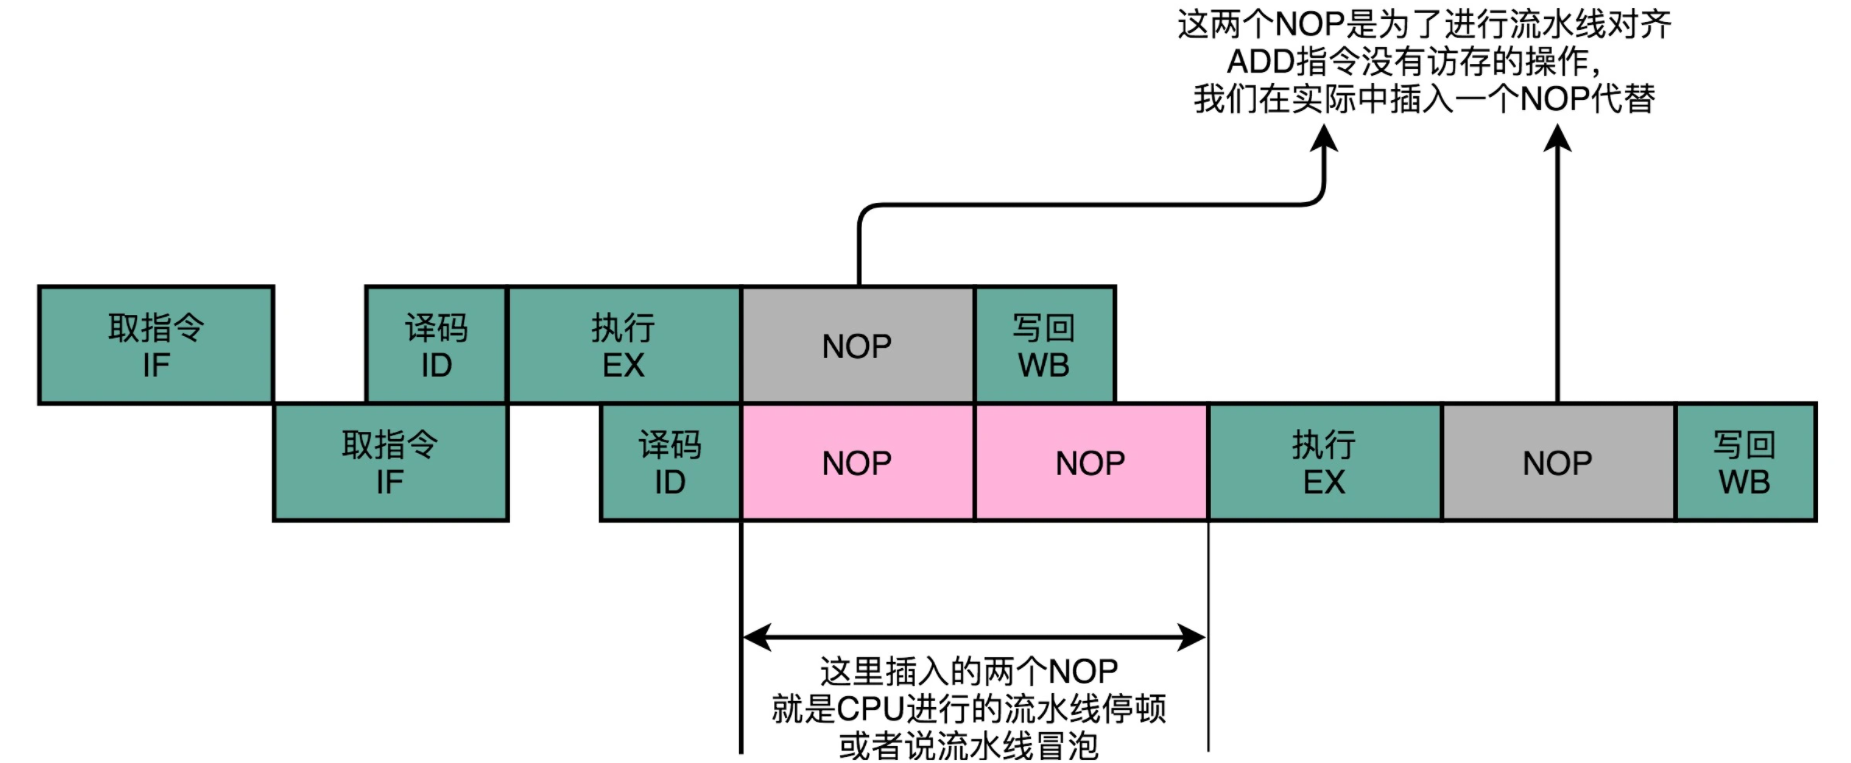 这两个NOP是为了进行流水线对齐
ADD指令没有访存的操作，
我们在实际中插入一个NOP代替
取指令
IF
译码
ID
执行
EX
NOP
写回
WB
取指令
IF
译码
ID
NOP
NOP
执行
EX
NOP
写回
WB
这里插入的两个NOP
就是CPU进行的流水线停顿
或者说流水线冒泡